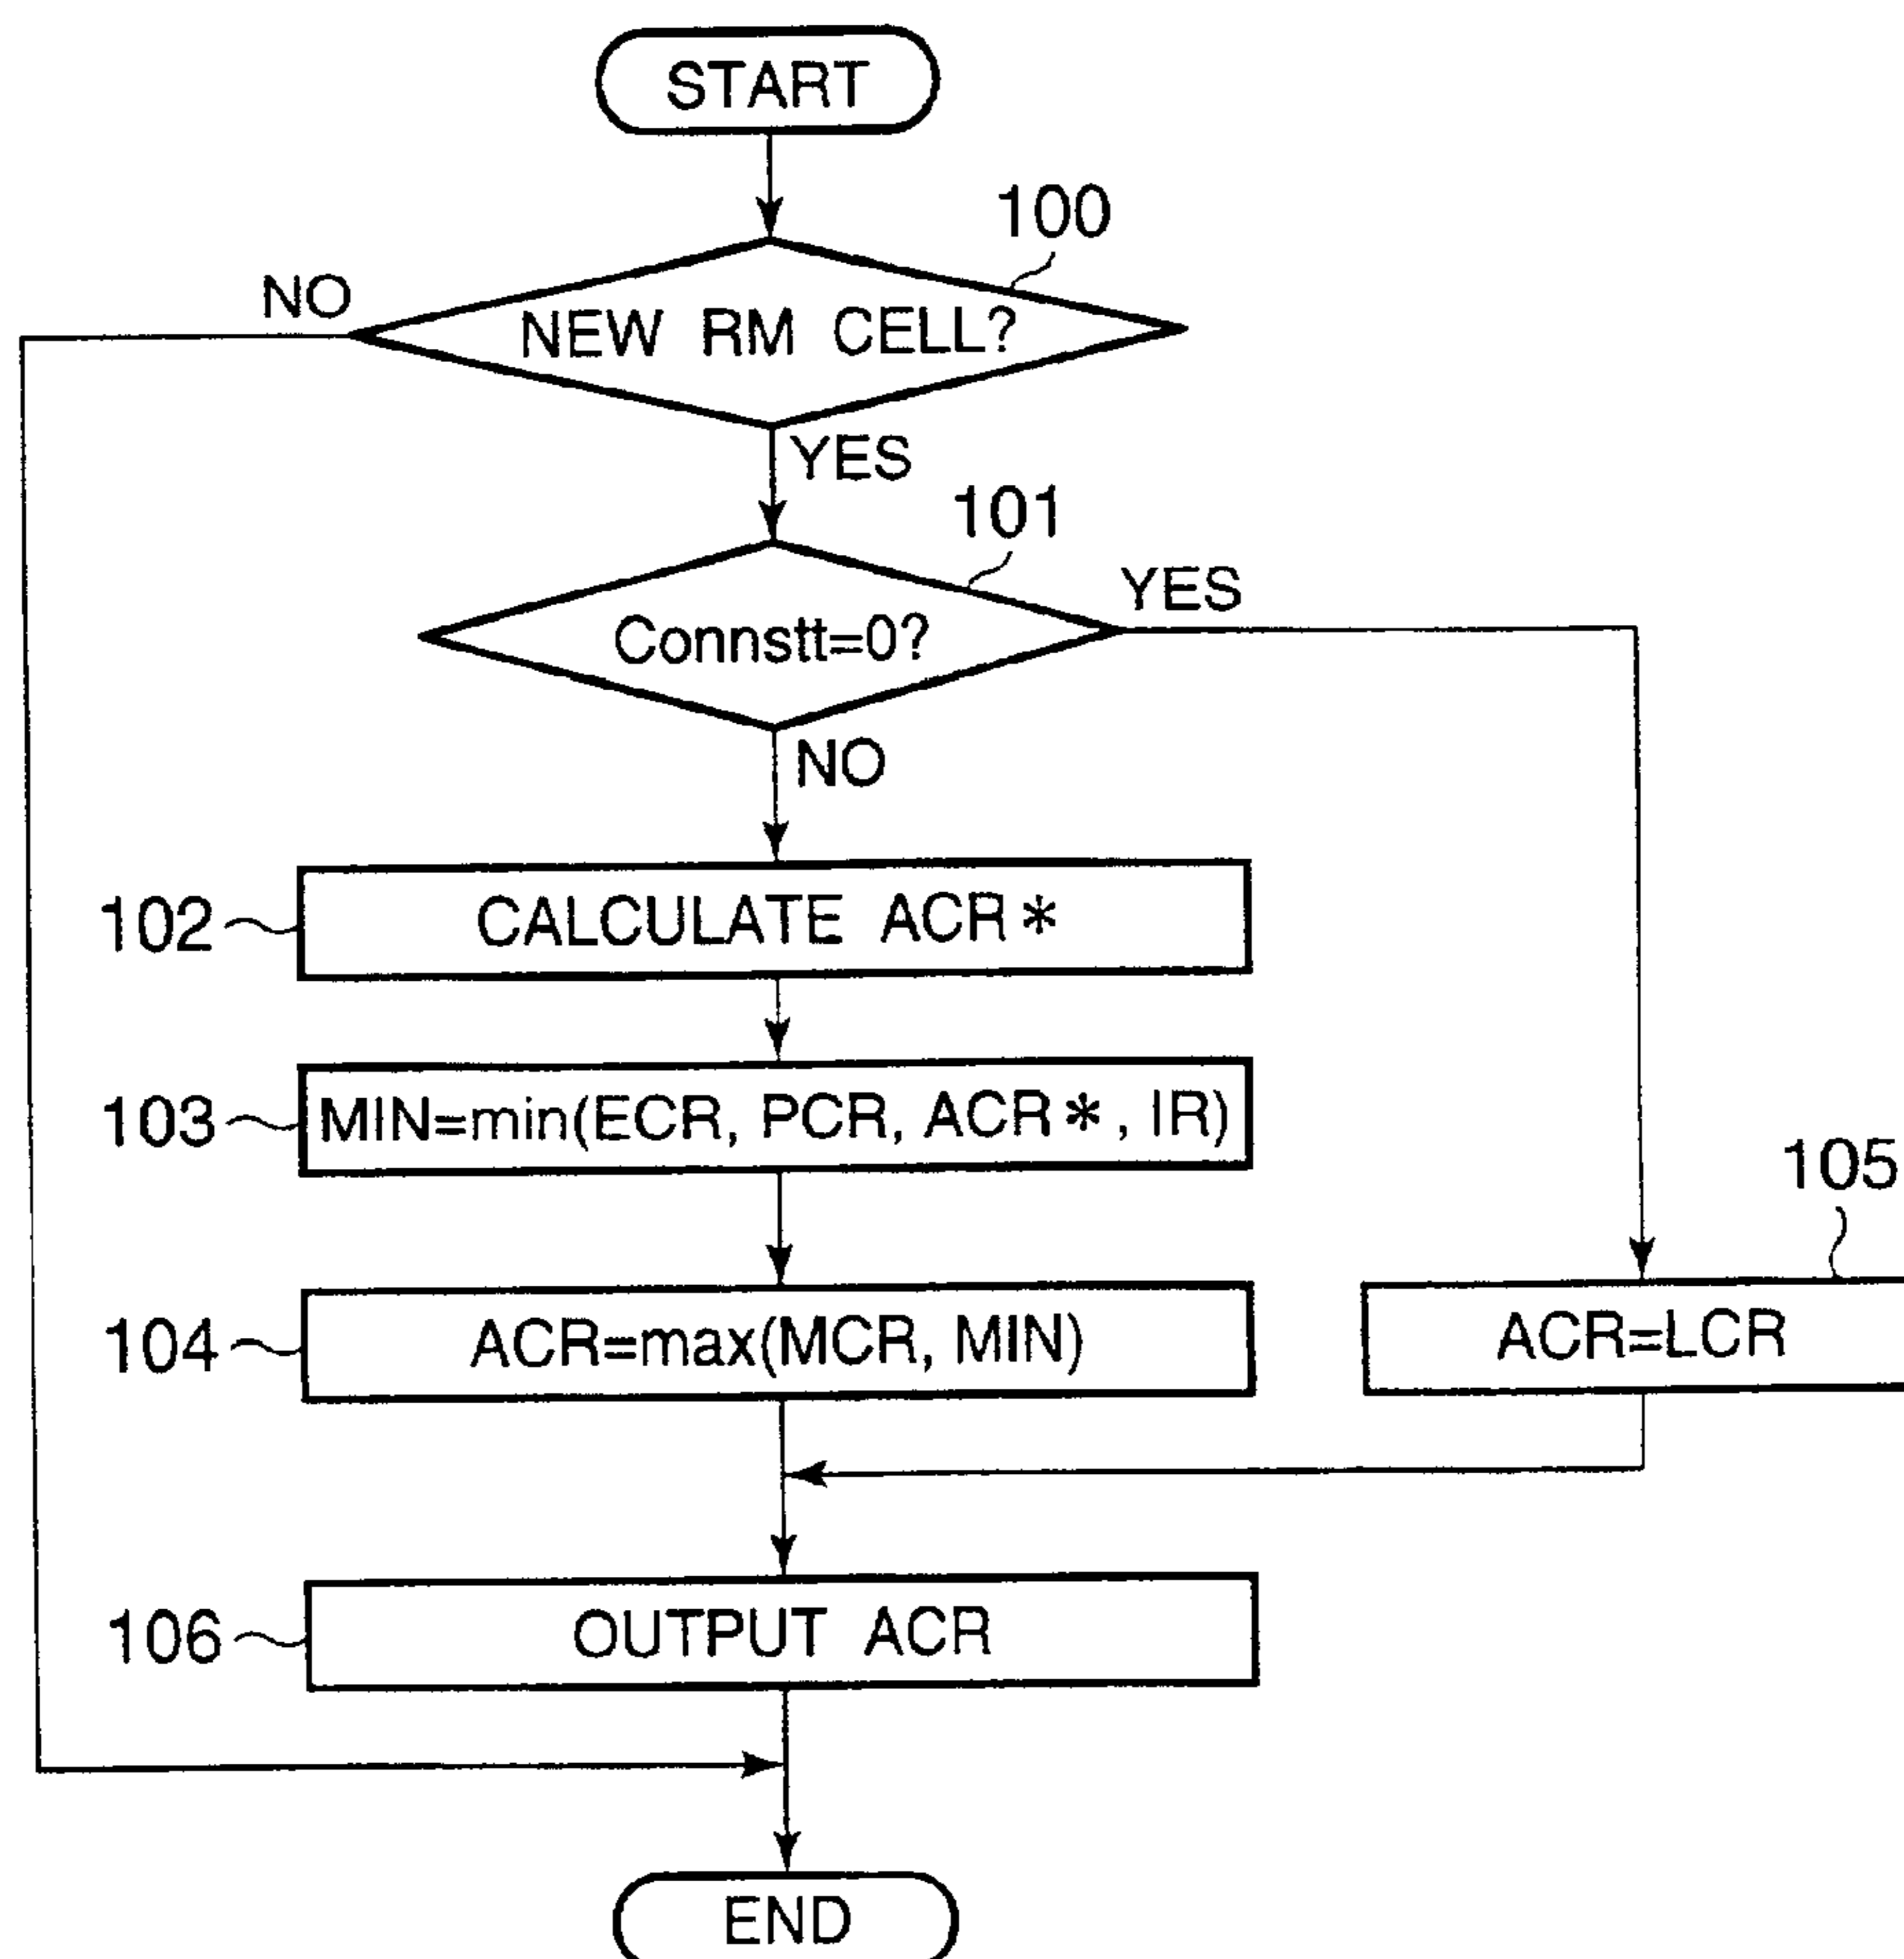 START
100
NO
NEW RM CELL?
YES
101
YES
Connstt=0?
NO
102
CALCULATE ACR*
103
MIN=min(ECR, PCR, ACR*, IR)
105
104
ACR=max(MCR, MIN)
ACR=LCR
106
OUTPUT ACR
END